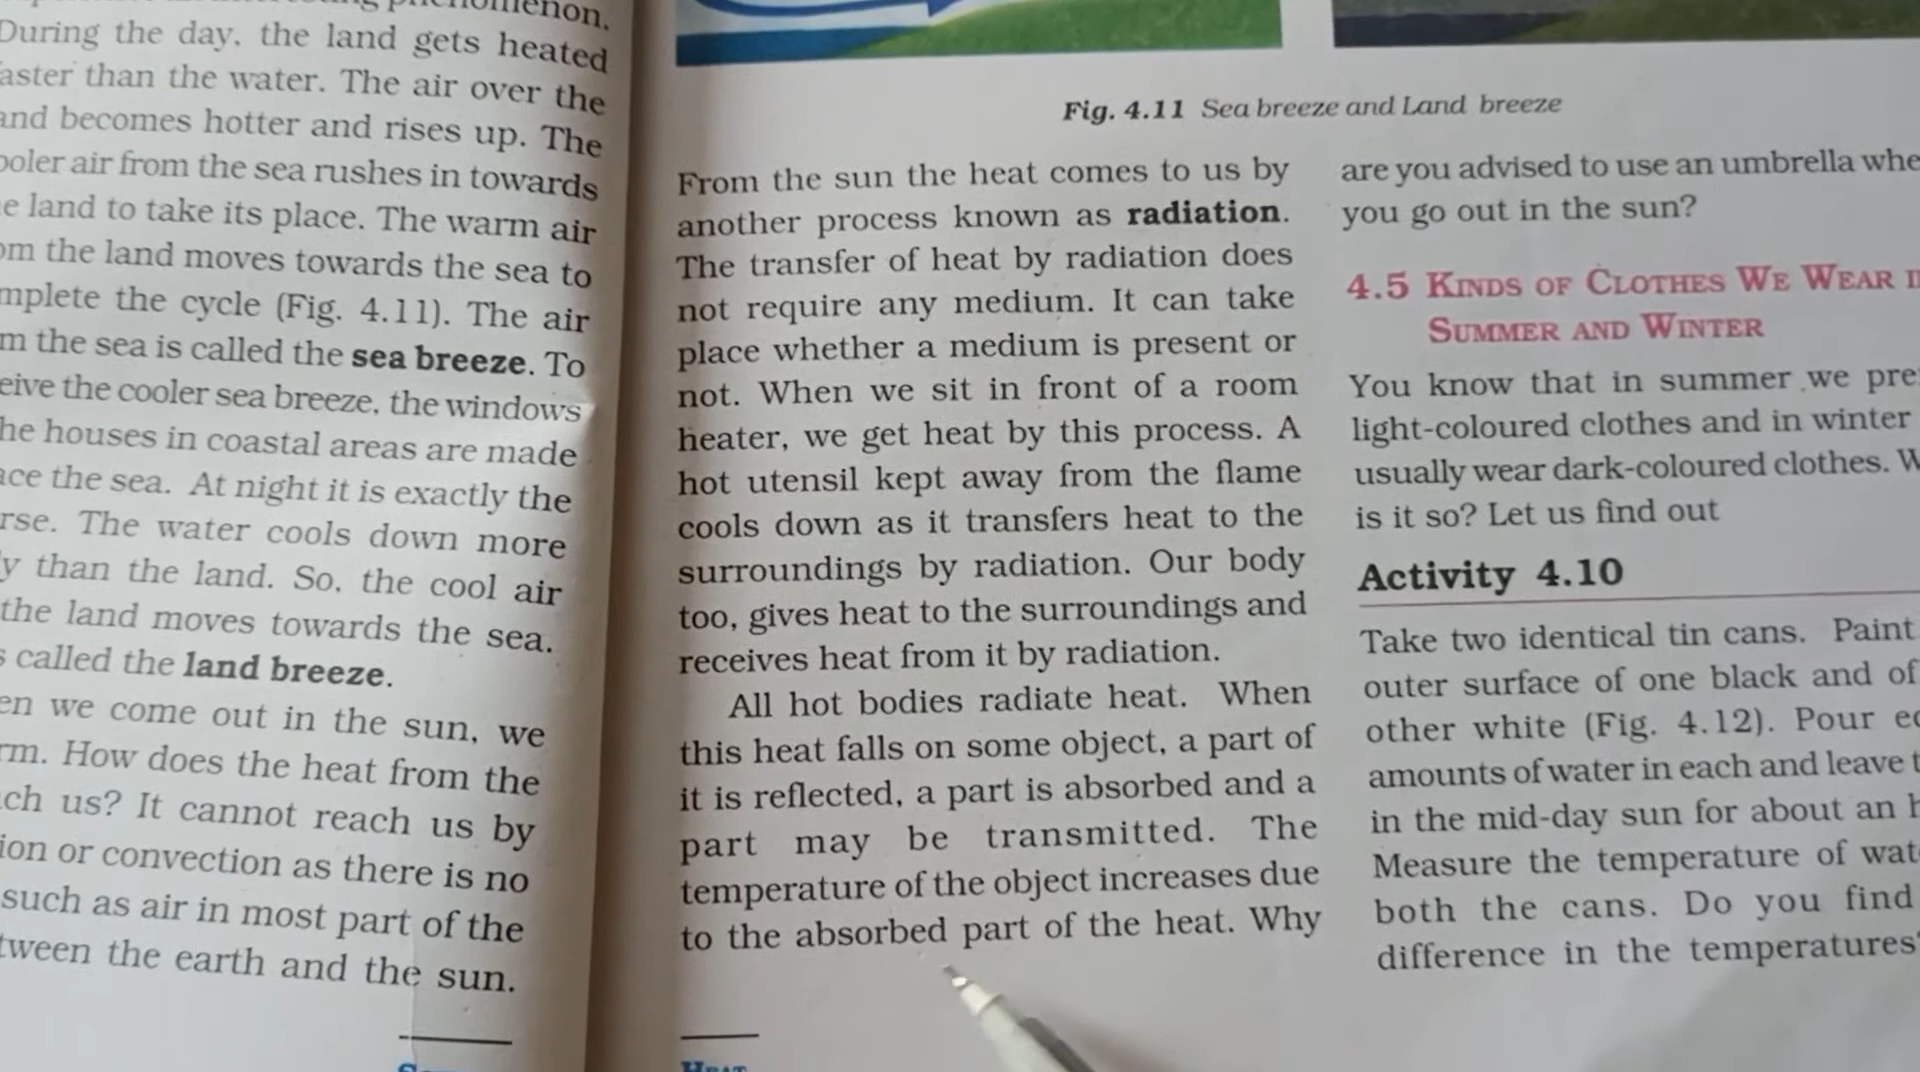 During the day, the land gets heated
than the water. The air over the
becomes hotter and rises up. The
air from the sea rushes in towards
land to take its place. The warm air
the land moves towards the sea to
the cycle (Fig. 4.11). The air
the sea is called the sea breeze. To
the cooler sea breeze, the windows
houses in coastal areas are made
the sea. At night it is exactly the
The water cools down more
than the land. So, the cool air
the land moves towards the sea.
called the land breeze.
we come out in the sun, we
How does the heat from the
us? It cannot reach us by
or convection as there is no
such as air in most part of the
the earth and the sun.
Fig. 4.11 Sea breeze and Land breeze
From the sun the heat comes to us by
another process known as radiation.
The transfer of heat by radiation does
not require any medium. It can take
place whether a medium is present or
not. When we sit in front of a room
heater, we get heat by this process. A
hot utensil kept away from the flame
cools down as it transfers heat to the
surroundings by radiation. Our body
too, gives heat to the surroundings and
receives heat from it by radiation.
All hot bodies radiate heat. When
this heat falls on some object, a part of
it is reflected, a part is absorbed and a
part may be transmitted. The
temperature of the object increases due
to the absorbed part of the heat. Why
HEAT
are you advised to use an umbrella
you go out in the sun?
4.5 KINDS OF CLOTHES WE WEAR
SUMMER AND WINTER
You know that in summer we
light-coloured clothes and in winter
usually wear dark-coloured clothes.
is it so? Let us find out
Activity 4.10
Take two identical tin cans. Paint
outer surface of one black and of
other white (Fig. 4.12). Pour
amounts of water in each and leave
in the mid-day sun for about an
Measure the temperature of
both the cans. Do you find
difference in the temperatures